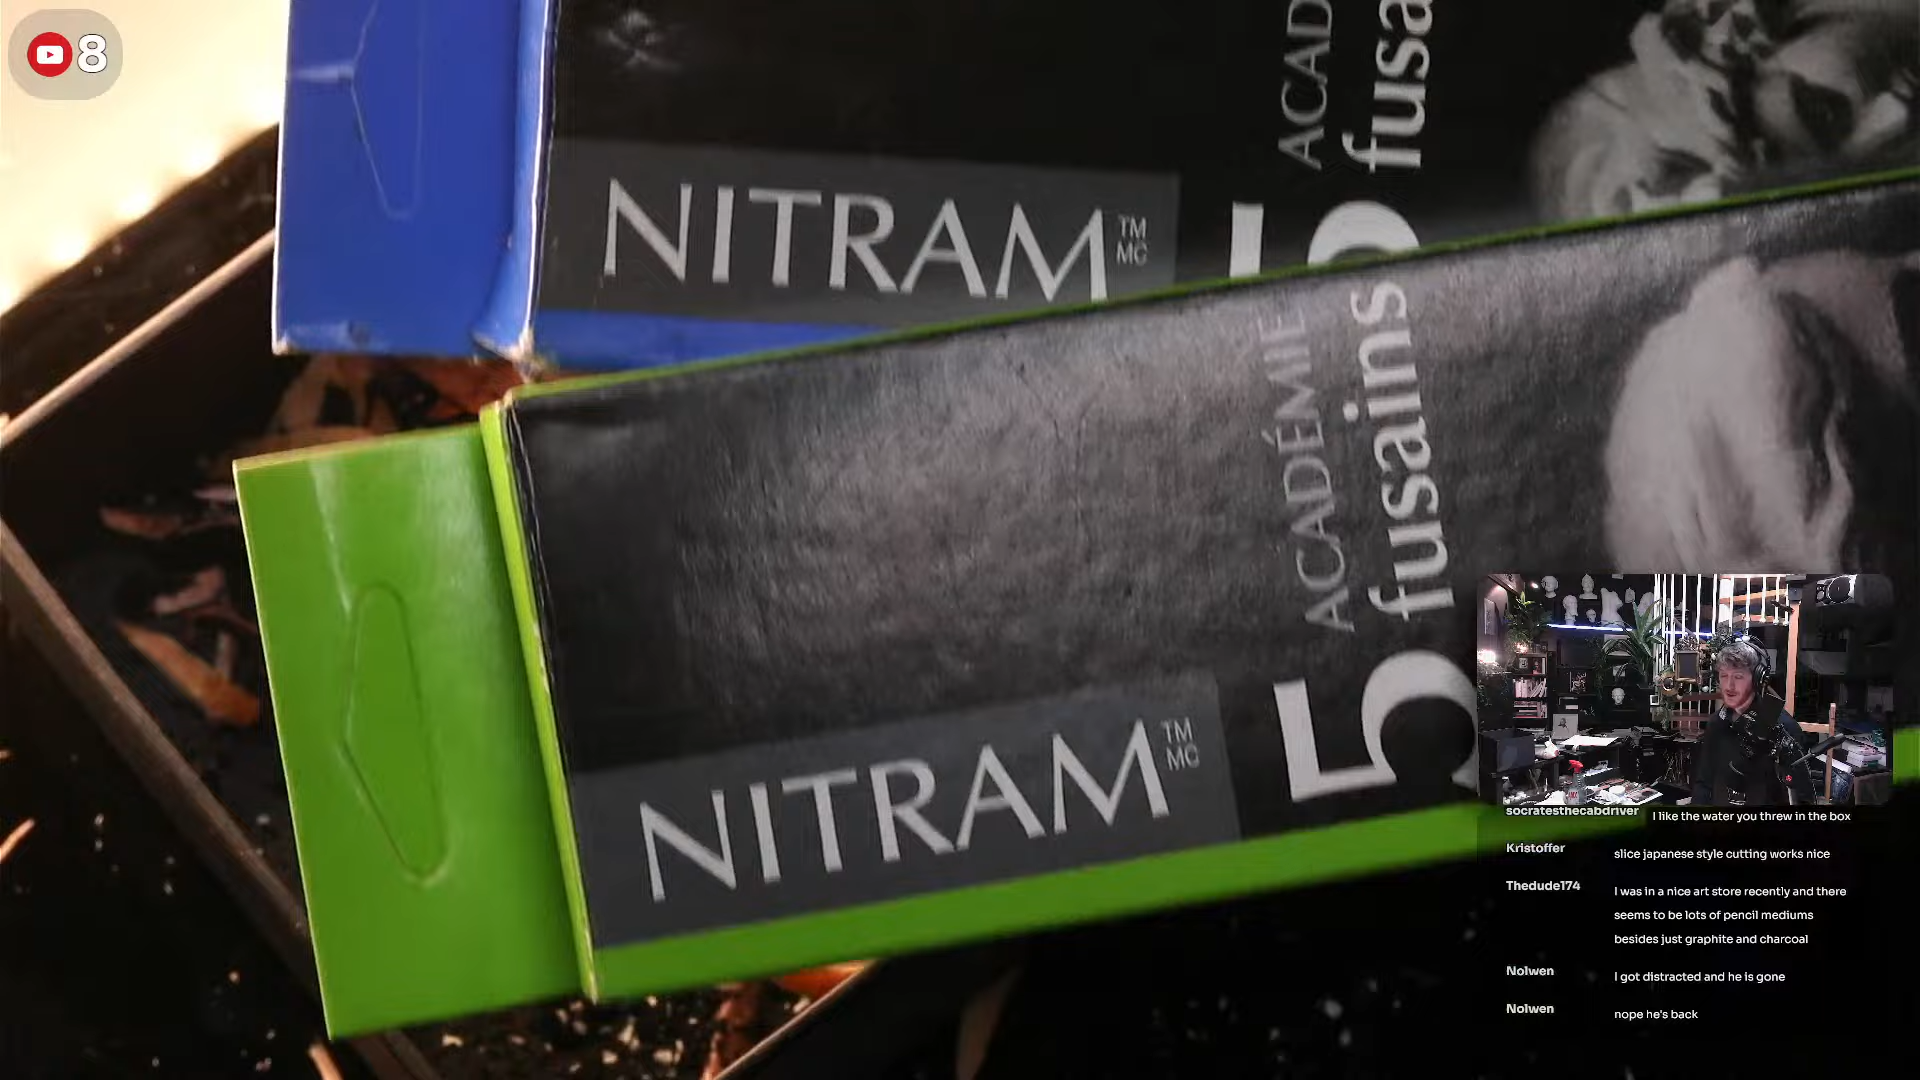 8
NITRAM
TM
MC
ACAD
5 fusa
NITRAM
TM
MC
ACADÉMIE
5 fusains
socratesthecabdriver I like the water you threw in the box
Kristoffer slice japanese style cutting works nice
Thedude174 I was in a nice art store recently and there
seems to be lots of pencil mediums
besides just graphite and charcoal
Nolwen I got distracted and he is gone
Nolwen nope he's back